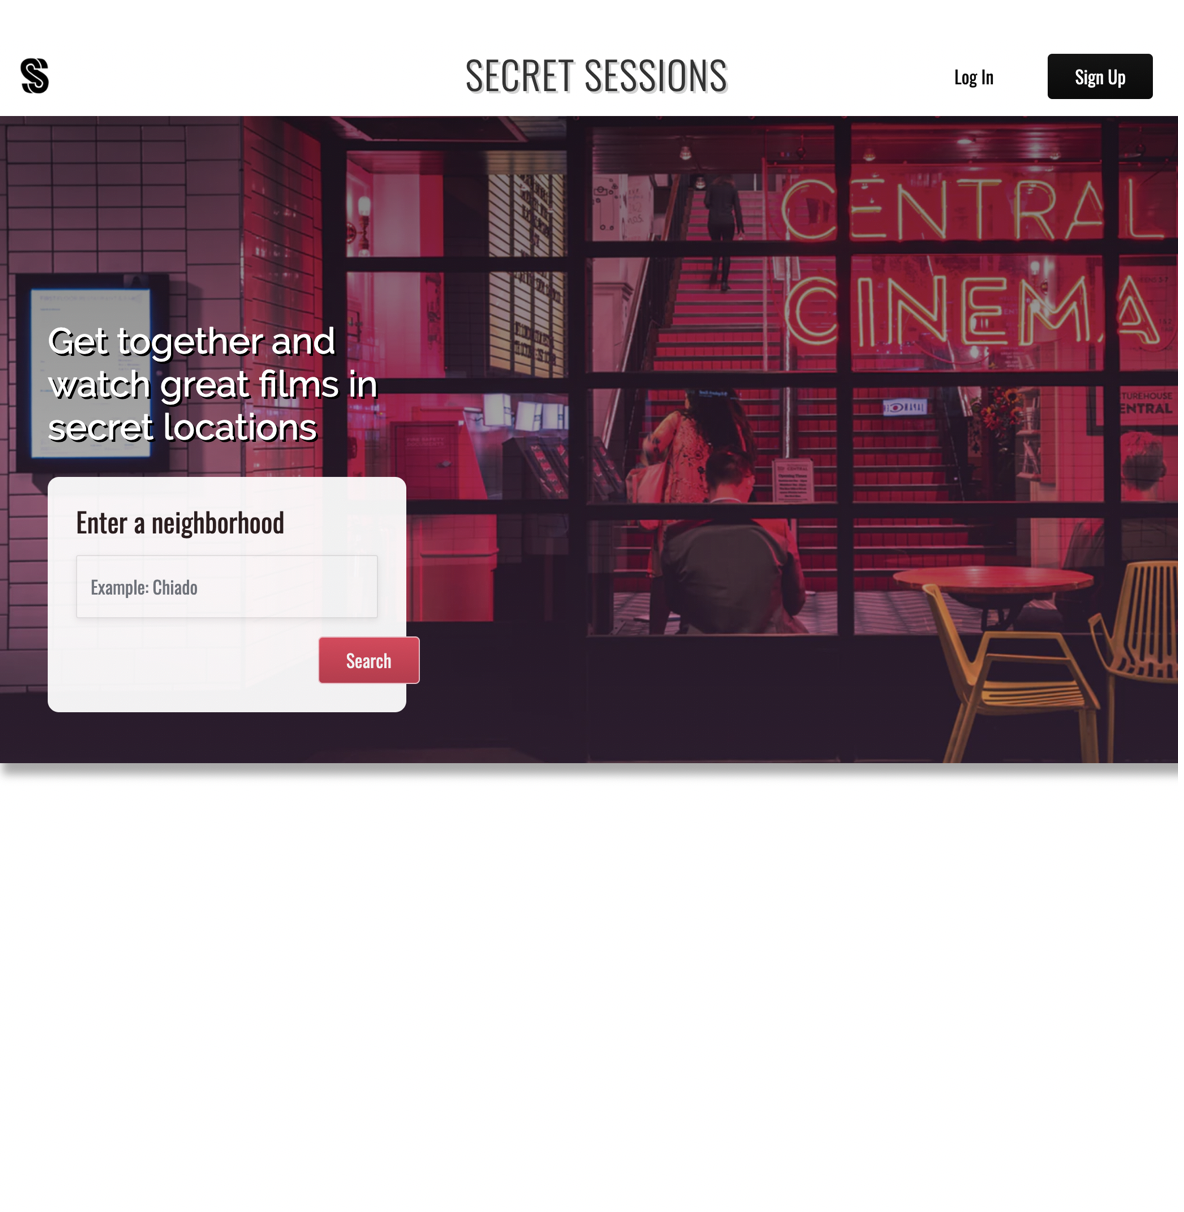 SECRET SESSIONS
Log In
Sign Up
CENTRAL
CINEMA
Get together and
watch great films in
secret locations
ENTRAL
Enter a neighborhood
Example: Chiado
Search